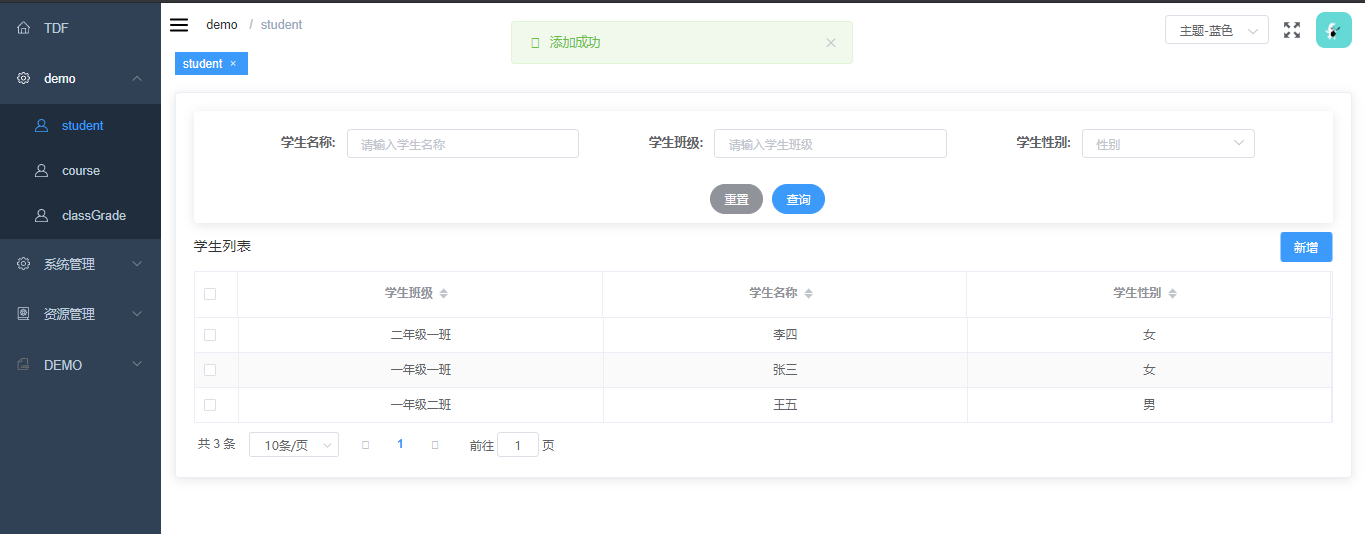 TDF
demo
student
course
classGrade
系统管理
资源管理
DEMO
demo / student
添加成功
主题-蓝色
student ×
学生名称: 请输入学生名称 学生班级: 请输入学生班级 学生性别: 性别
重置 查询
学生列表 新增
学生班级 学生名称 学生性别
二年级一班 李四 女
一年级一班 张三 女
一年级二班 王五 男
共 3 条 10条/页 1 前往 1 页